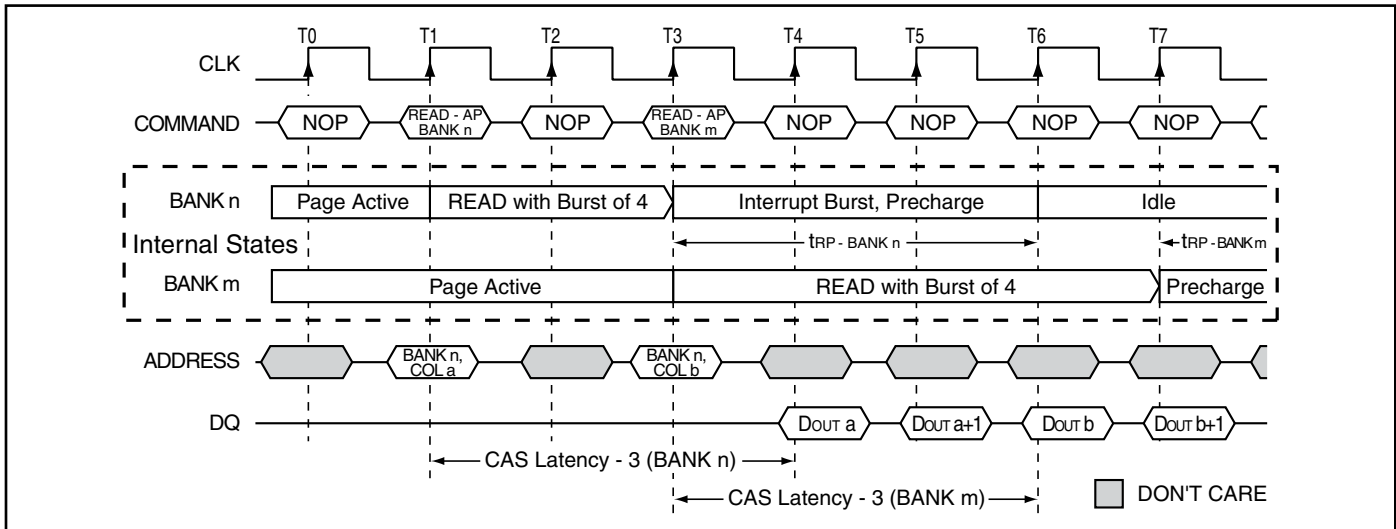 T0 T1 T2 T3 T4 T5 T6 T7
CLK
COMMAND NOP READ - AP BANK n NOP READ - AP BANK m NOP NOP NOP NOP
BANK n Page Active READ with Burst of 4 Interrupt Burst, Precharge Idle
Internal States tRP - BANK n tRP - BANK m
BANK m Page Active READ with Burst of 4 Precharge
ADDRESS BANK n, COL a BANK n, COL b
DQ DOUT a DOUT a+1 DOUT b DOUT b+1
CAS Latency - 3 (BANK n)
CAS Latency - 3 (BANK m) DON'T CARE